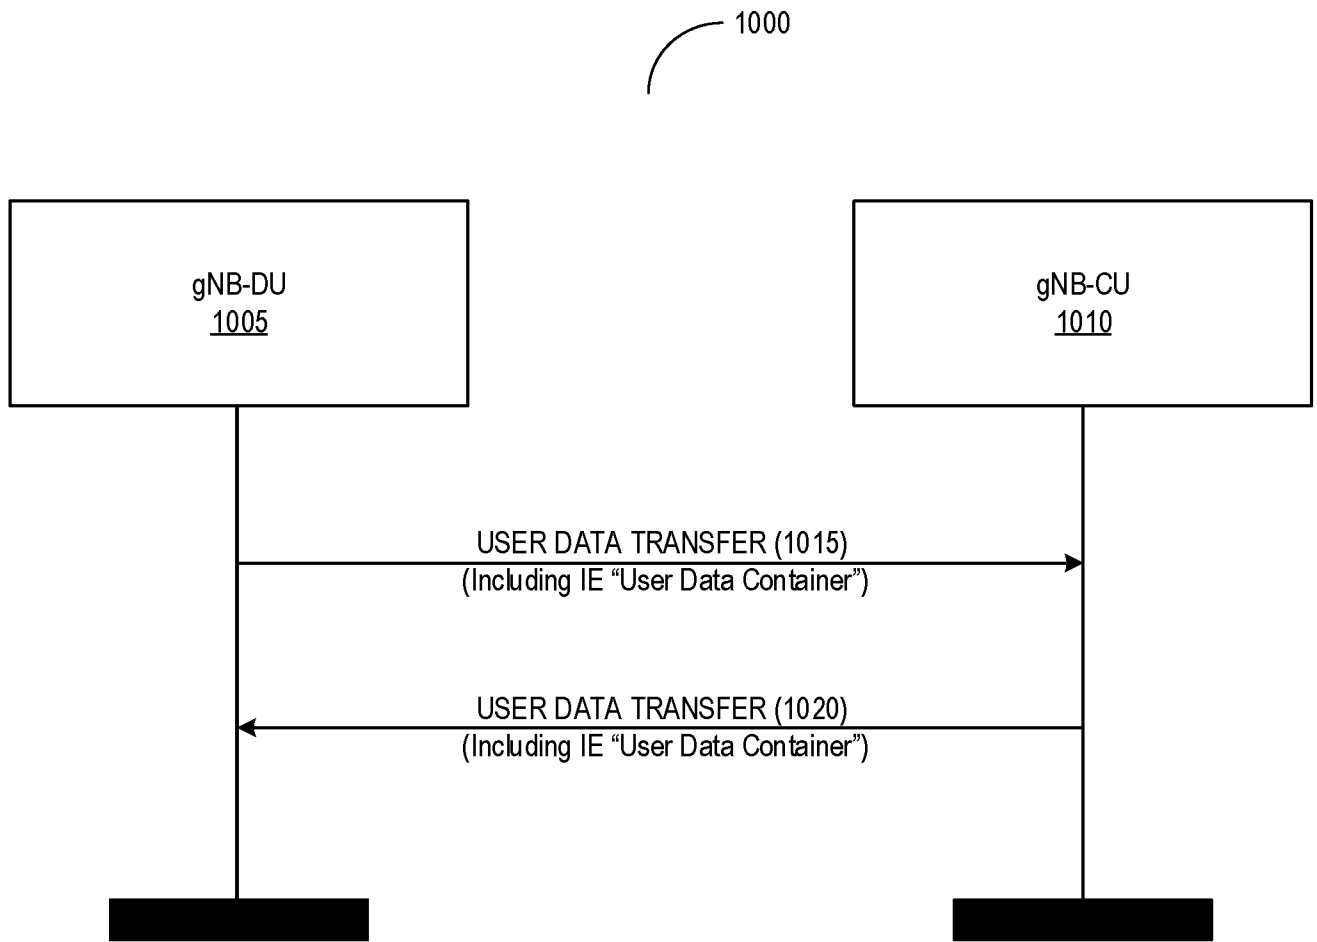 1000
gNB-DU
1005
gNB-CU
1010
USER DATA TRANSFER (1015)
(Including IE “User Data Container”)
USER DATA TRANSFER (1020)
(Including IE “User Data Container”)